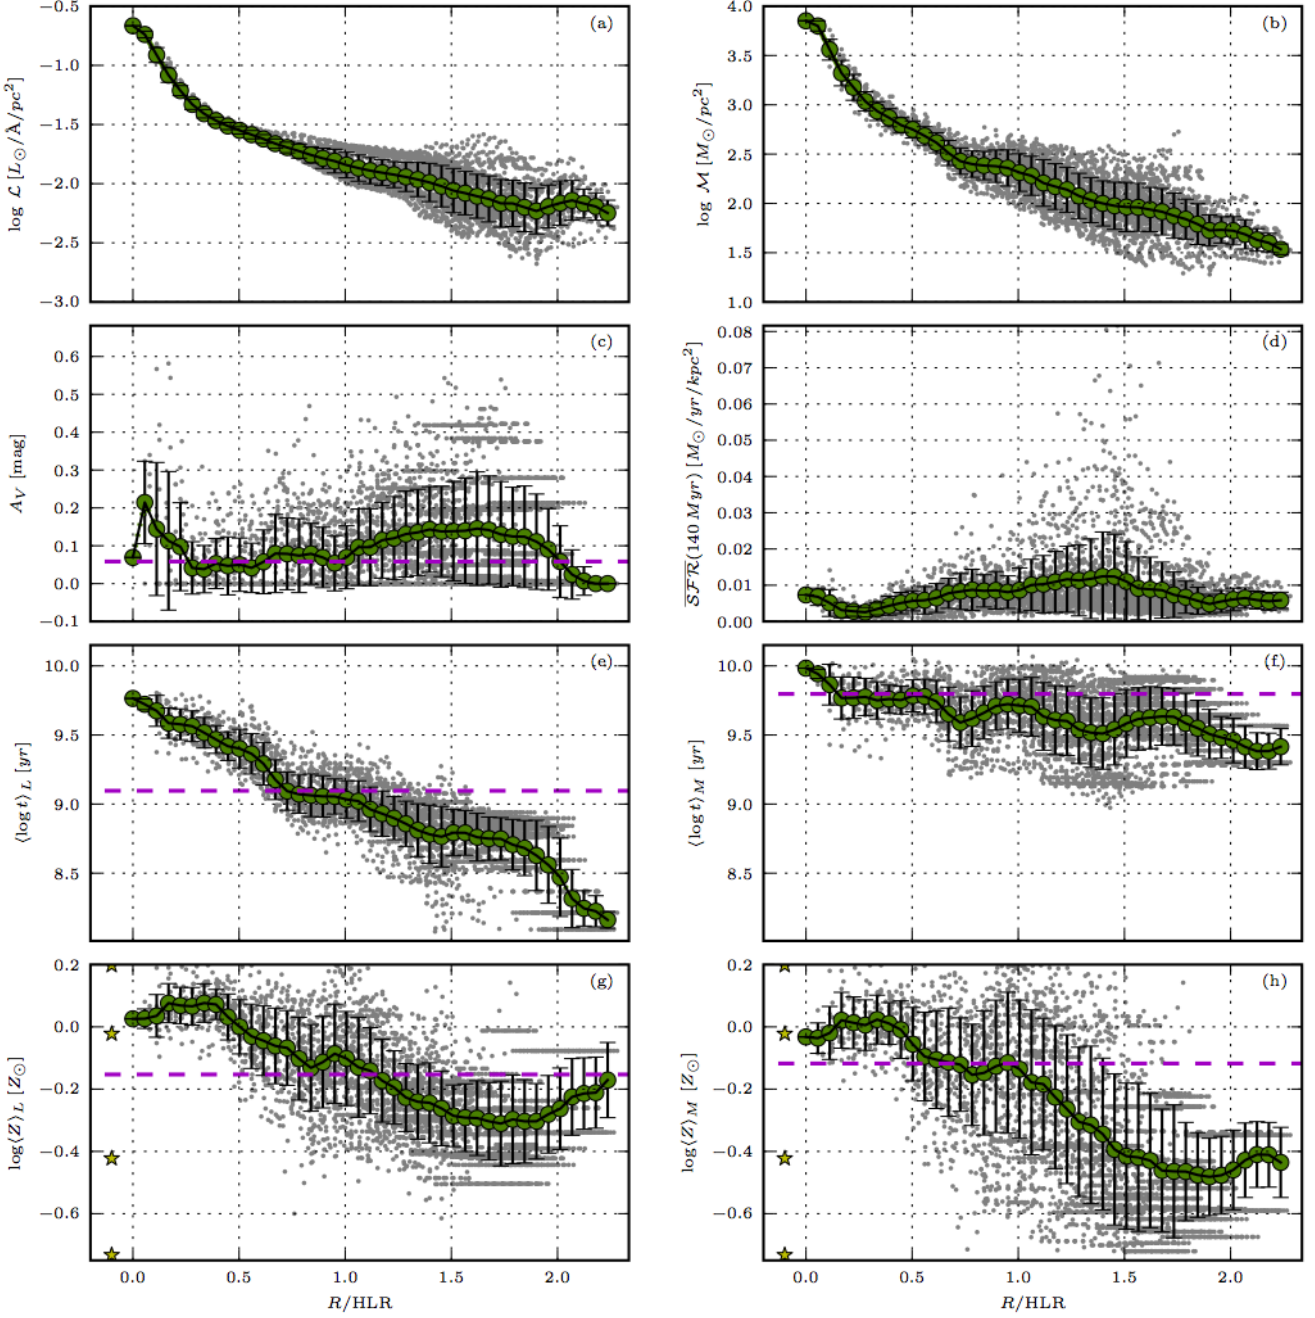 (a)
log ℒ [L⊙/Å/pc²]
−0.5
−1.0
−1.5
−2.0
−2.5
−3.0
(b)
log ℳ [M⊙/pc²]
4.0
3.5
3.0
2.5
2.0
1.5
1.0
(c)
A_V [mag]
0.6
0.5
0.4
0.3
0.2
0.1
0.0
−0.1
(d)
SFR(140 Myr) [M⊙/yr/kpc²]
0.08
0.07
0.06
0.05
0.04
0.03
0.02
0.01
0.00
(e)
⟨log t⟩_L [yr]
10.0
9.5
9.0
8.5
(f)
⟨log t⟩_M [yr]
10.0
9.5
9.0
8.5
(g)
log⟨Z⟩_L [Z⊙]
0.2
0.0
−0.2
−0.4
−0.6
0.0 0.5 1.0 1.5 2.0
R/HLR
(h)
log⟨Z⟩_M [Z⊙]
0.2
0.0
−0.2
−0.4
−0.6
0.0 0.5 1.0 1.5 2.0
R/HLR